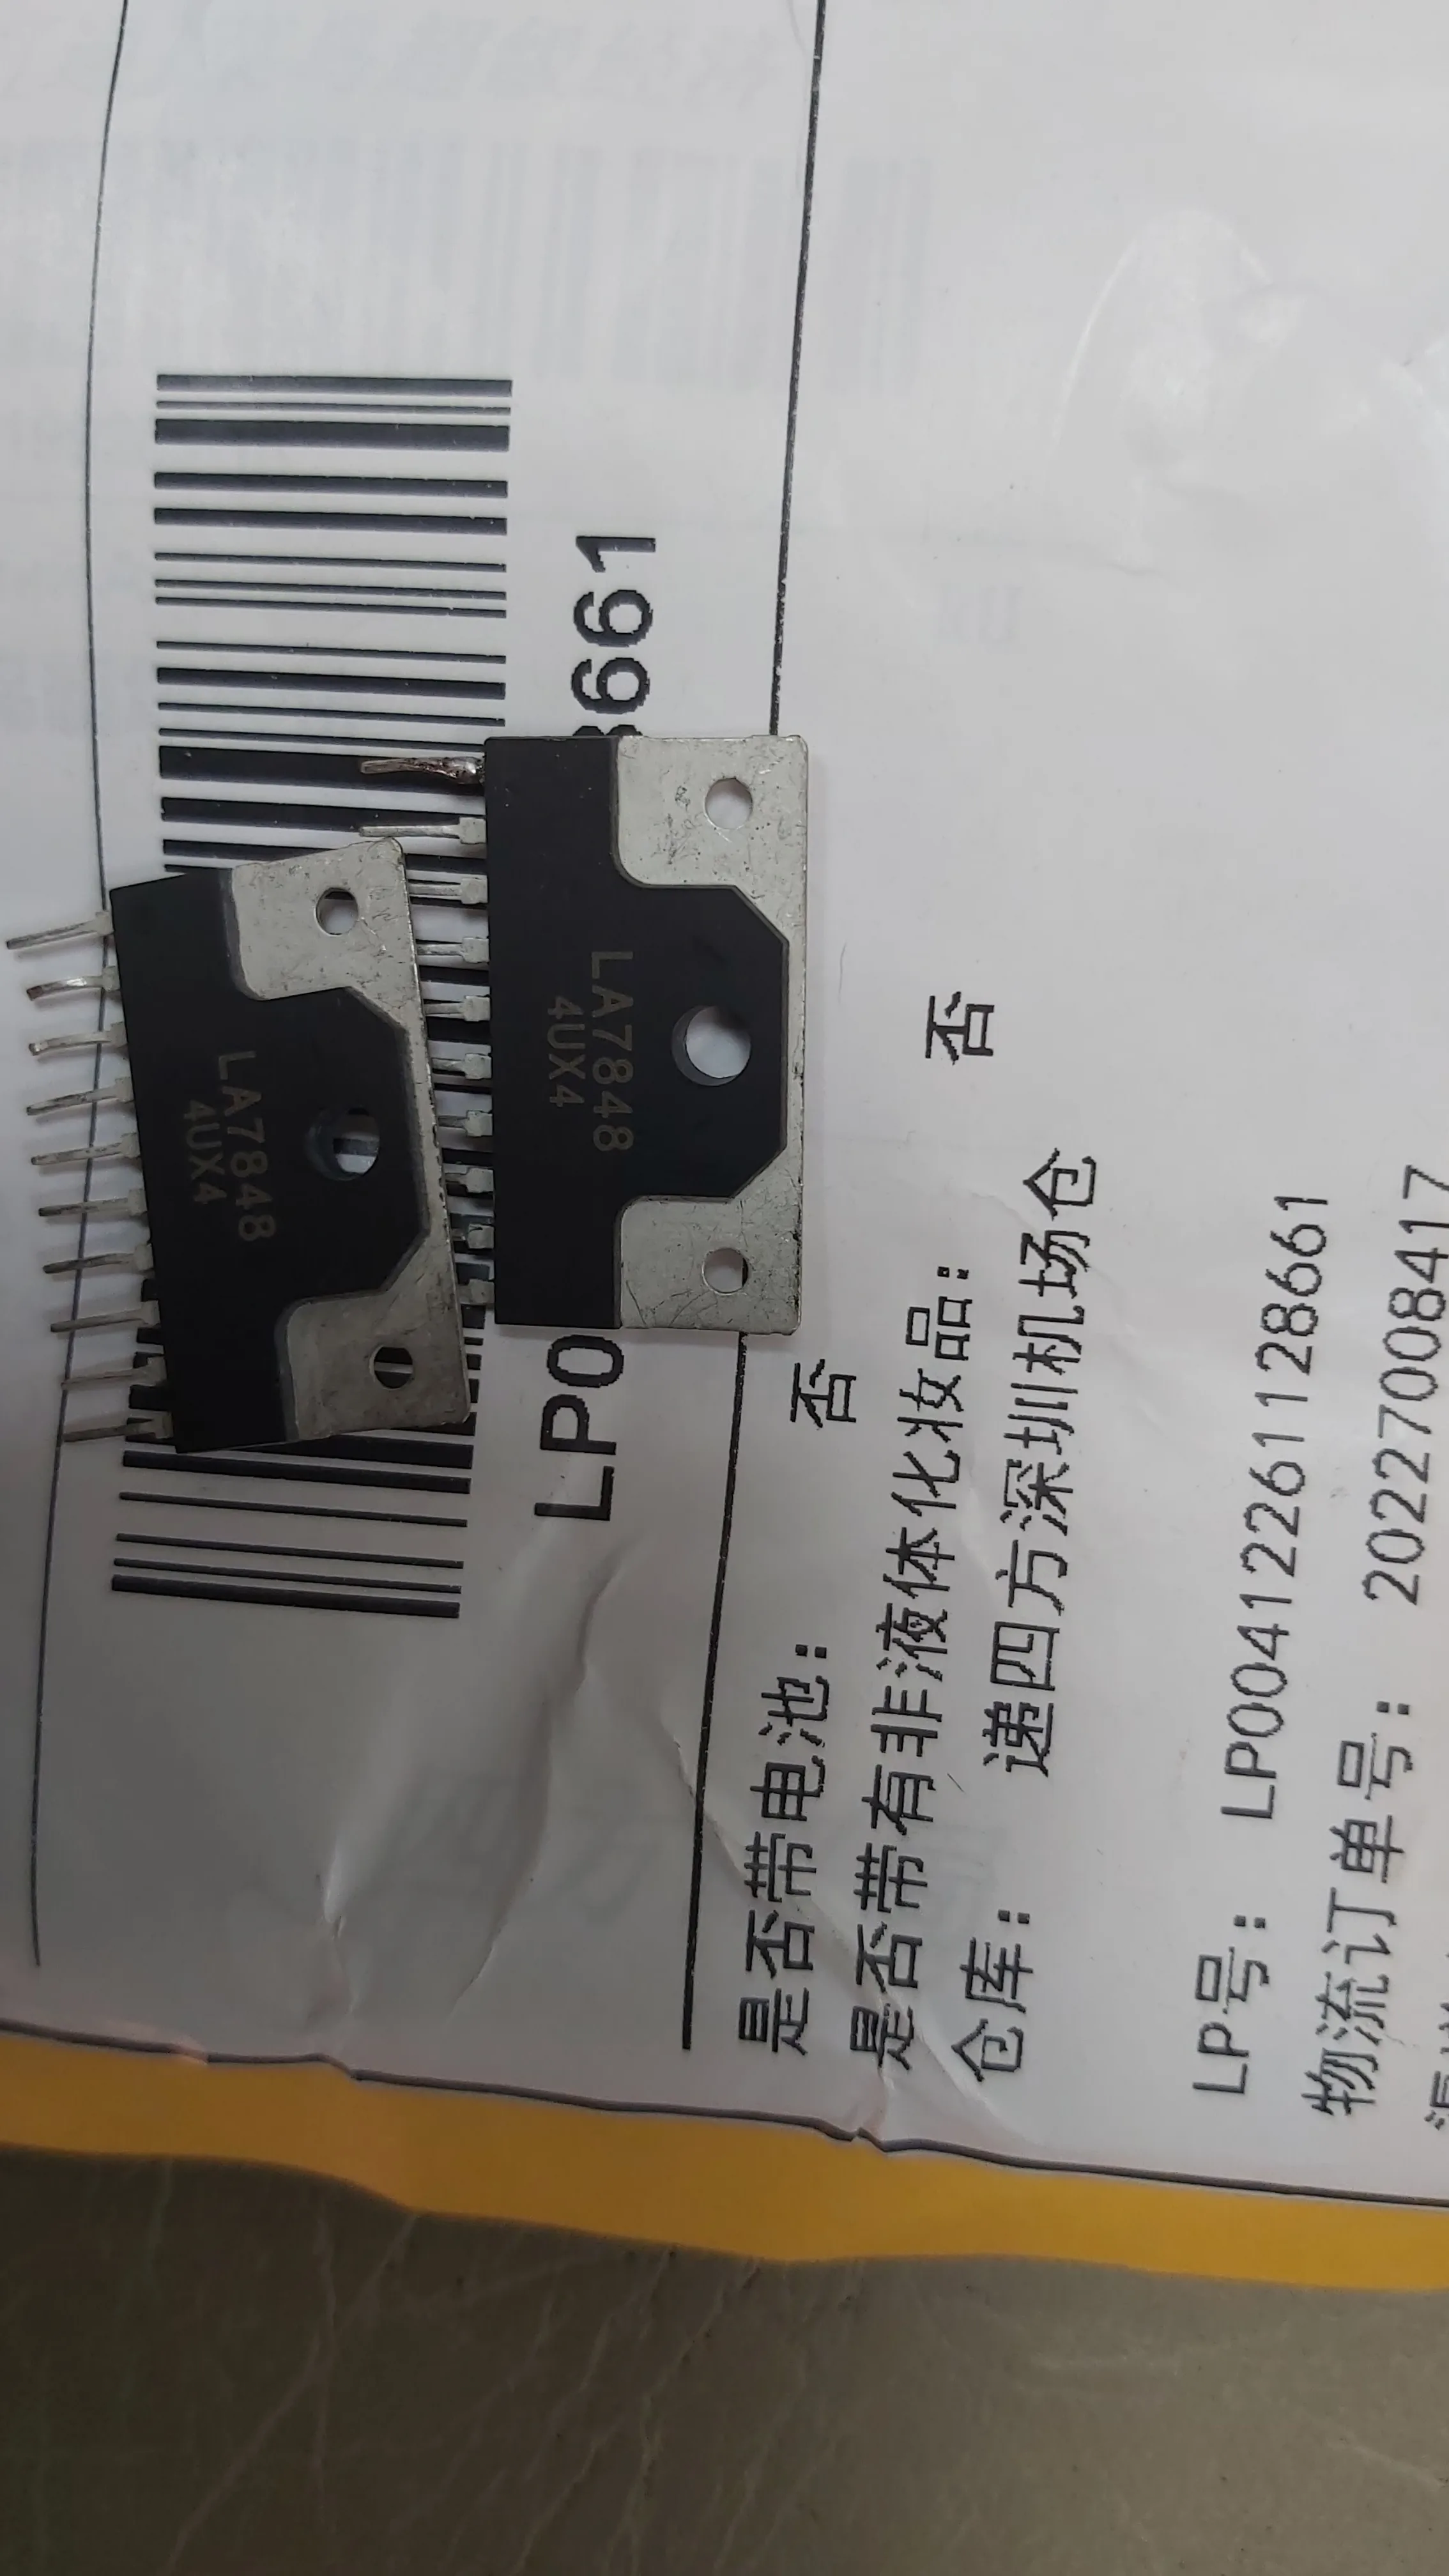 LA7848
4UX4
LA7848
4UX4
LP0
661
是否带电池： 否
是否带有非液体化妆品： 否
仓库： 递四方深圳机场仓
LP号： LP00412261128661
物流订单号： 20227008417